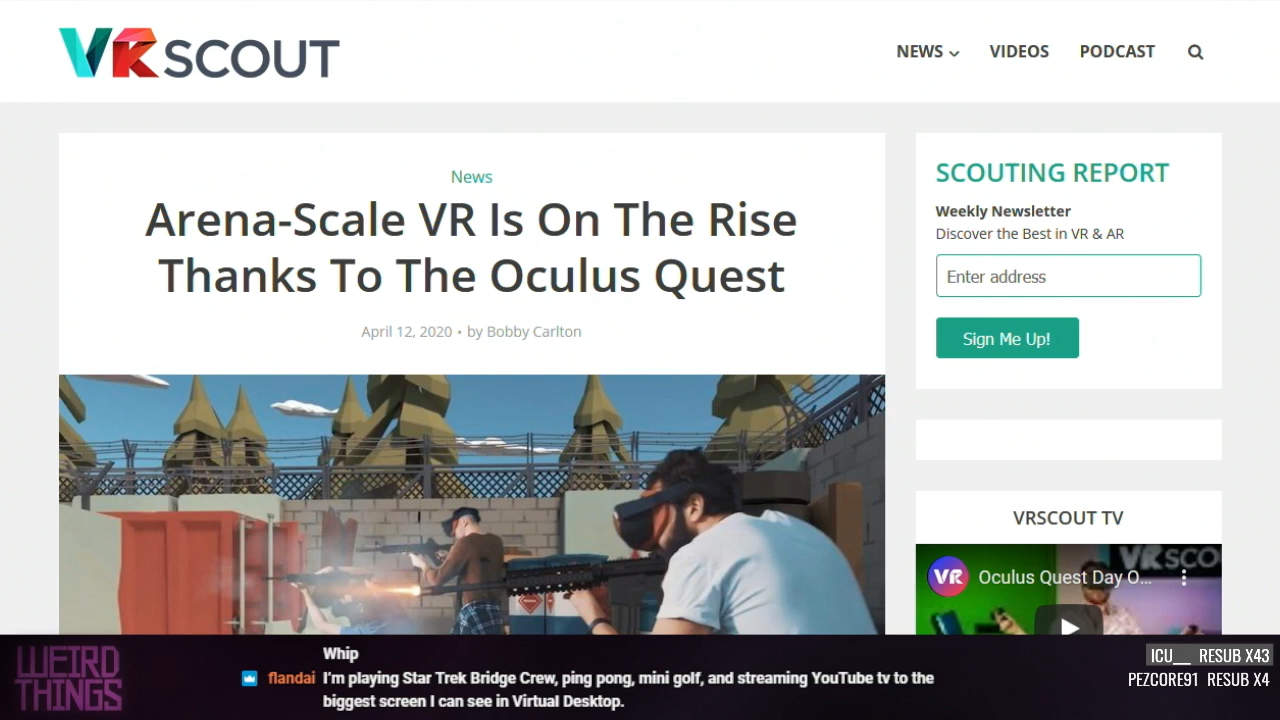 VRSCOUT
NEWS
VIDEOS
PODCAST
News
Arena-Scale VR Is On The Rise
Thanks To The Oculus Quest
April 12, 2020 • by Bobby Carlton
SCOUTING REPORT
Weekly Newsletter
Discover the Best in VR & AR
Enter address
Sign Me Up!
VRSCOUT TV
VRSCO
VR Oculus Quest Day O...
WEIRD
THINGS
Whip
flandai I'm playing Star Trek Bridge Crew, ping pong, mini golf, and streaming YouTube tv to the
biggest screen I can see in Virtual Desktop.
ICU__ RESUB X43
PEZCORE91 RESUB X4